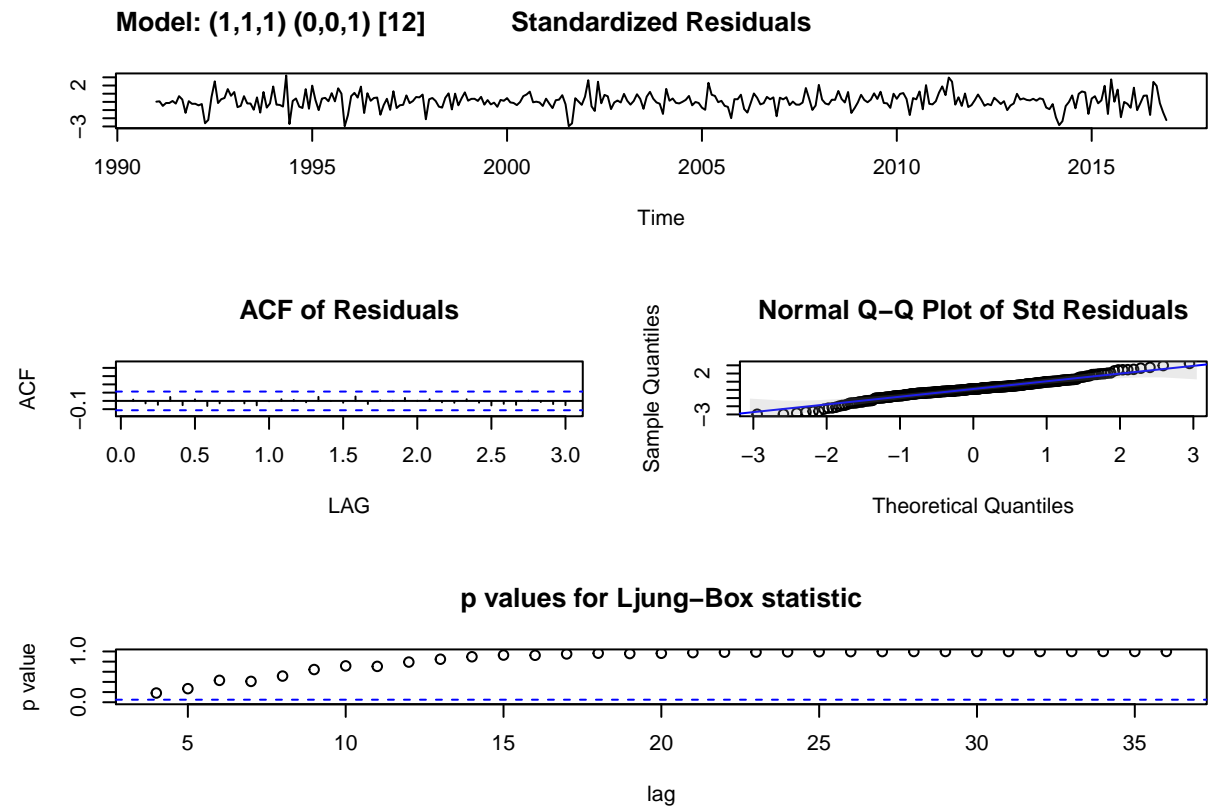 Model: (1,1,1) (0,0,1) [12] Standardized Residuals
2
−3
1990 1995 2000 2005 2010 2015
Time
ACF of Residuals
ACF
−0.1
0.0 0.5 1.0 1.5 2.0 2.5 3.0
LAG
Normal Q−Q Plot of Std Residuals
Sample Quantiles
2
−3
−3 −2 −1 0 1 2 3
Theoretical Quantiles
p values for Ljung−Box statistic
p value
1.0
0.0
5 10 15 20 25 30 35
lag